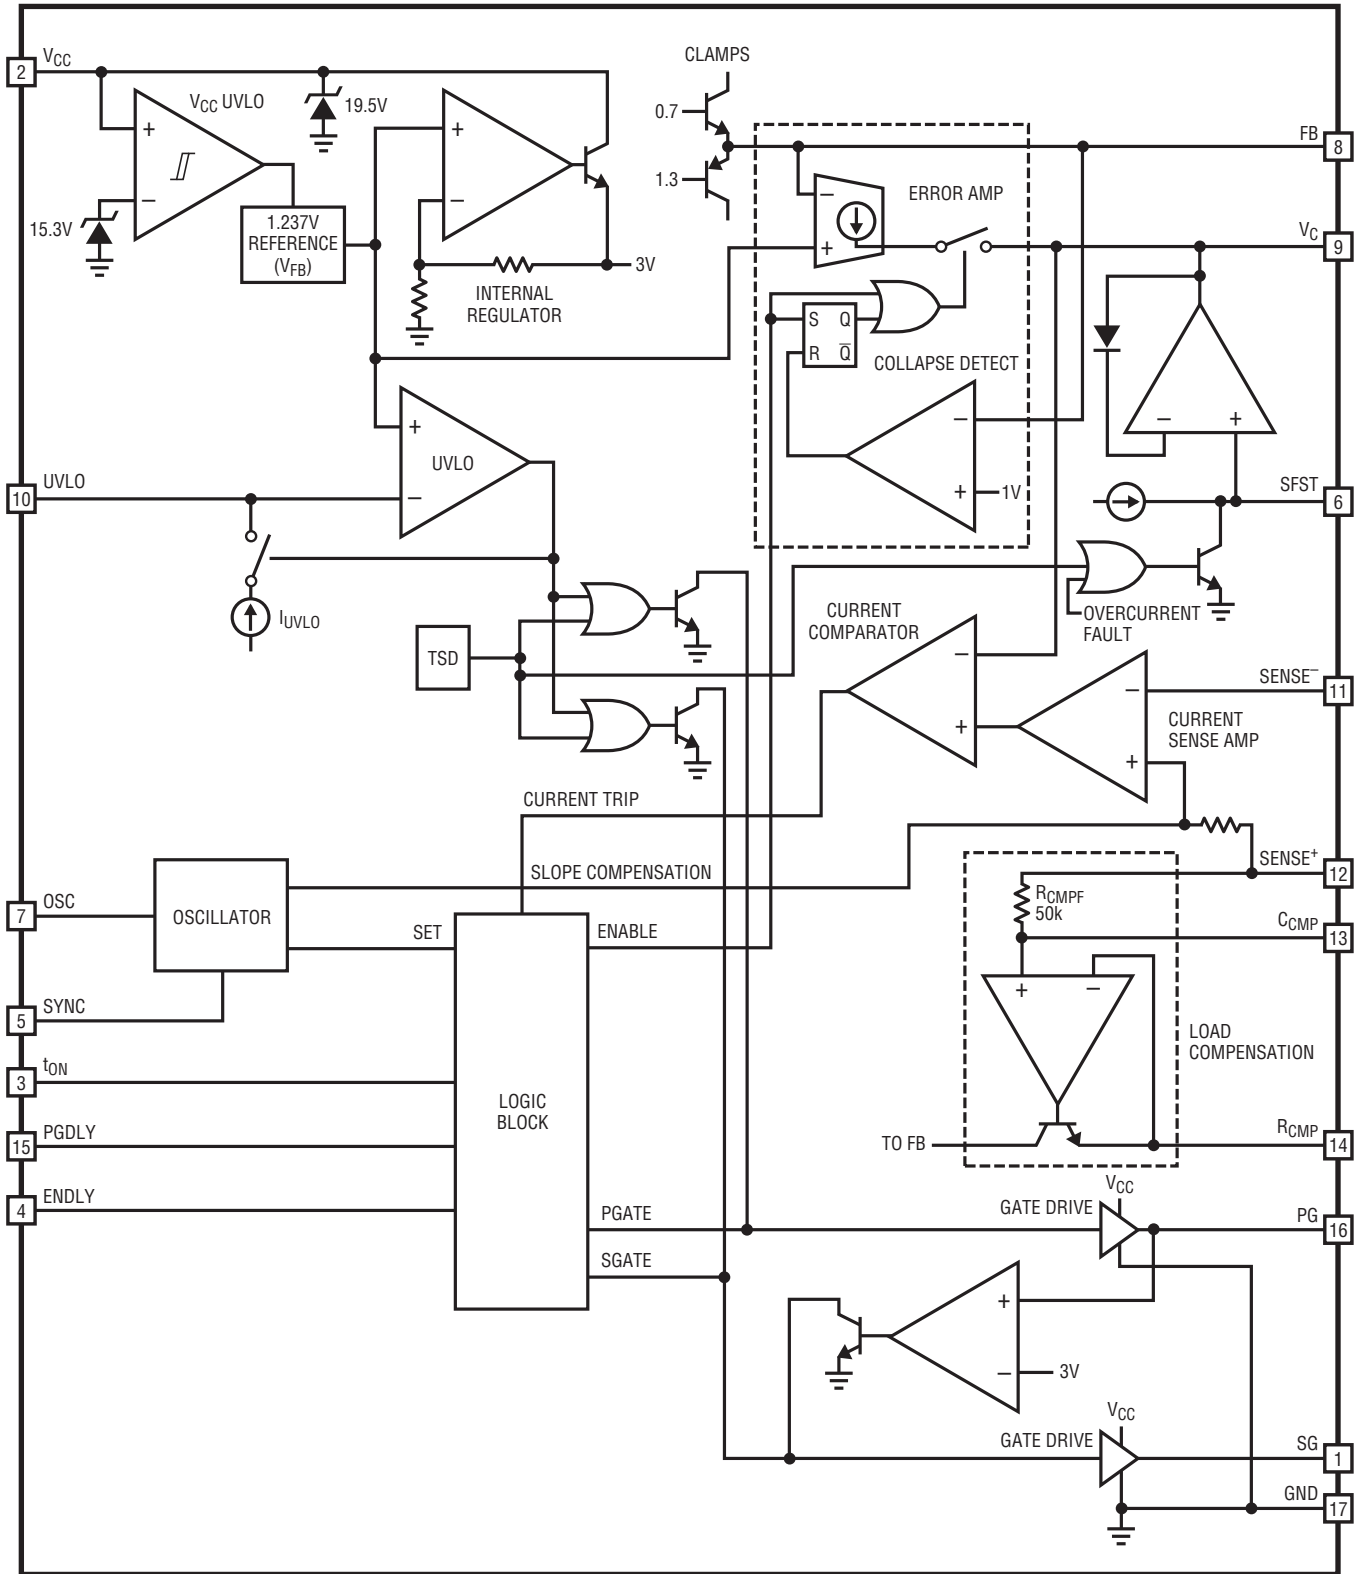 CLAMPS
2
VCC
VCC UVLO
19.5V
0.7
+
+
FB
8
−
−
1.3
−
ERROR AMP
15.3V
1.237V
REFERENCE
(VFB)
+
VC
9
3V
INTERNAL
REGULATOR
S Q
R Q̅
COLLAPSE DETECT
−
− +
+
UVLO
10
UVLO
−
+
1V
SFST
6
OVERCURRENT
FAULT
IUVLO
CURRENT
COMPARATOR
TSD
−
SENSE−
11
−
+
CURRENT
SENSE AMP
+
CURRENT TRIP
SLOPE COMPENSATION
SENSE+
12
RCMPF
50k
7
OSC
OSCILLATOR
SET
ENABLE
CCMP
13
+ −
5
SYNC
LOAD
COMPENSATION
3
tON
LOGIC
BLOCK
15
PGDLY
TO FB
RCMP
14
4
ENDLY
VCC
PGATE
GATE DRIVE
PG
16
SGATE
+
−
3V
VCC
GATE DRIVE
SG
1
GND
17